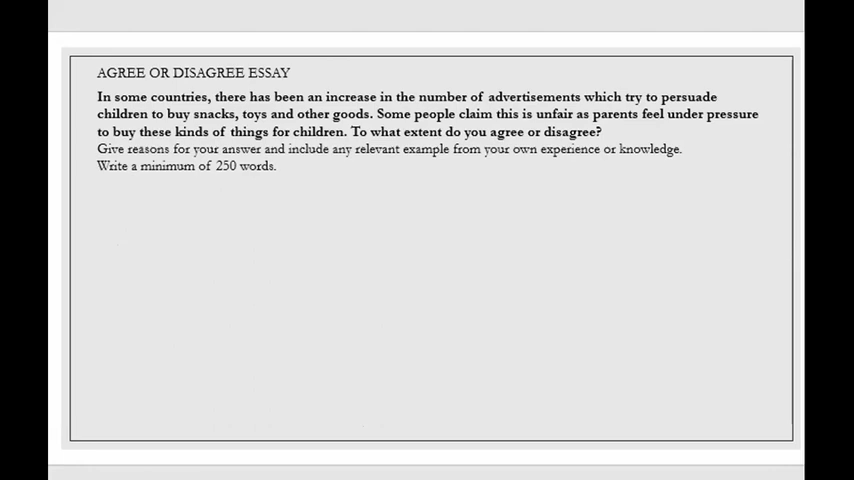 AGREE OR DISAGREE ESSAY
In some countries, there has been an increase in the number of advertisements which try to persuade
children to buy snacks, toys and other goods. Some people claim this is unfair as parents feel under pressure
to buy these kinds of things for children. To what extent do you agree or disagree?
Give reasons for your answer and include any relevant example from your own experience or knowledge.
Write a minimum of 250 words.